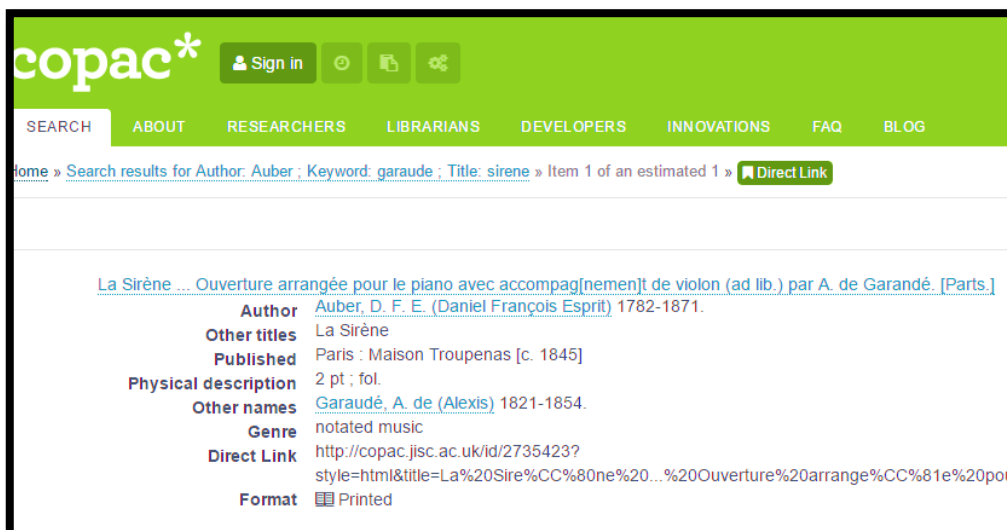 copac*
Sign in
SEARCH ABOUT RESEARCHERS LIBRARIANS DEVELOPERS INNOVATIONS FAQ BLOG
Home » Search results for Author: Auber ; Keyword: garaude ; Title: sirene » Item 1 of an estimated 1 » Direct Link
La Sirène ... Ouverture arrangée pour le piano avec accompag[nemen]t de violon (ad lib.) par A. de Garandé. [Parts.]
Author Auber, D. F. E. (Daniel François Esprit) 1782-1871.
Other titles La Sirène
Published Paris : Maison Troupenas [c. 1845]
Physical description 2 pt ; fol.
Other names Garaudé, A. de (Alexis) 1821-1854.
Genre notated music
Direct Link http://copac.jisc.ac.uk/id/2735423?
style=html&title=La%20Sire%CC%80ne%20...%20Ouverture%20arrange%CC%81e%20pou
Format Printed